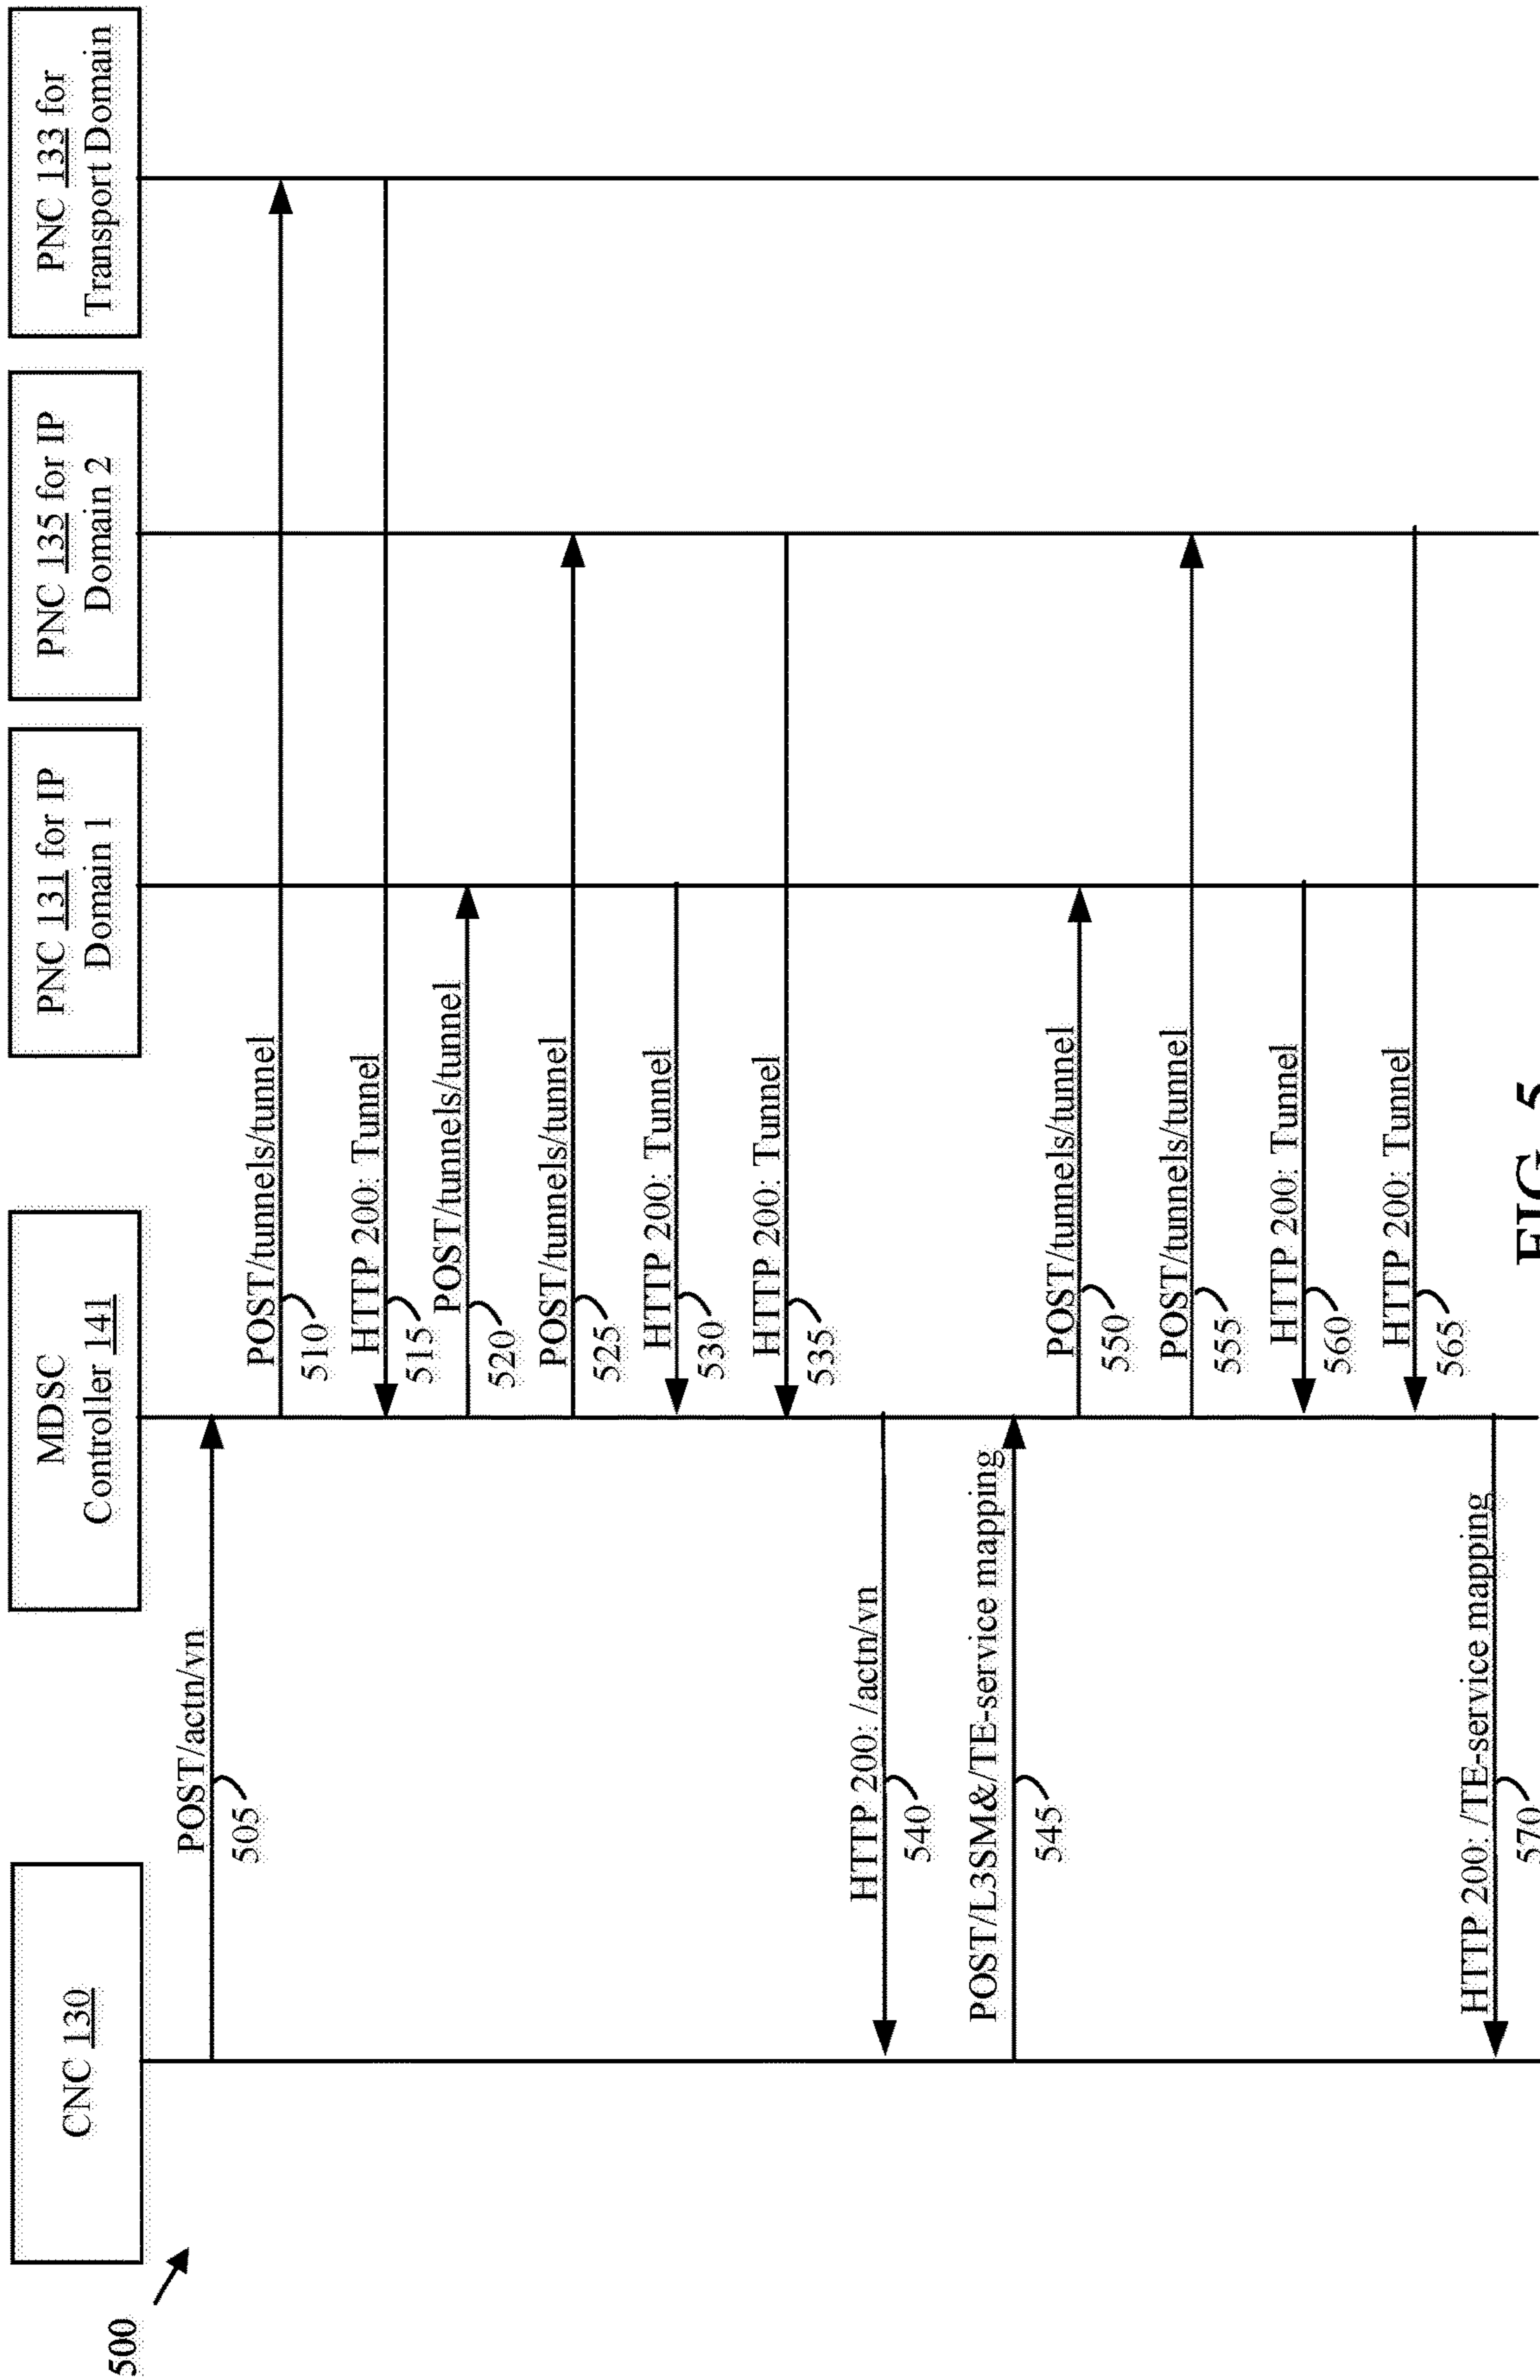 500
CNC 130
MDSC
Controller 141
PNC 131 for IP
Domain 1
PNC 135 for IP
Domain 2
PNC 133 for
Transport Domain
POST/actn/vn
505
POST/tunnels/tunnel
510
HTTP 200: Tunnel
515
POST/tunnels/tunnel
520
POST/tunnels/tunnel
525
HTTP 200: Tunnel
530
HTTP 200: Tunnel
535
HTTP 200: /actn/vn
540
POST/L3SM&/TE-service mapping
545
POST/tunnels/tunnel
550
POST/tunnels/tunnel
555
HTTP 200: Tunnel
560
HTTP 200: Tunnel
565
HTTP 200: /TE-service mapping
570
FIG. 5